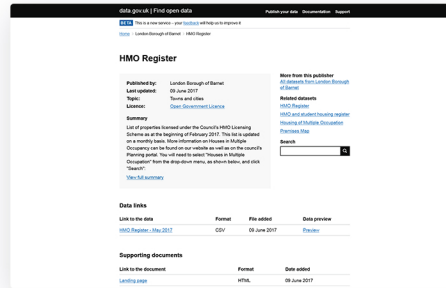 data.gov.uk | Find open data
Publish your data Documentation Support
BETA This is a new service – your feedback will help us to improve it
Home London Borough of Barnet HMO Register
HMO Register
Published by: London Borough of Barnet
Last updated: 09 June 2017
Topic: Towns and cities
Licence: Open Government Licence
Summary
List of properties licensed under the Council's HMO Licensing
Scheme as at the beginning of February 2017. This list is updated
on a monthly basis. More information on Houses in Multiple
Occupancy can be found on our website as well as on the council's
Planning portal. You will need to select "Houses in Multiple
Occupation" from the drop-down menu, as shown below, and click
"Search":
View full summary
More from this publisher
All datasets from London Borough
of Barnet
Related datasets
HMO Register
HMO and student housing register
Housing of Multiple Occupation
Premises Map
Search
Data links
Link to the data Format File added Data preview
HMO Register - May 2017 CSV 09 June 2017 Preview
Supporting documents
Link to the document Format Date added
Landing page HTML 09 June 2017